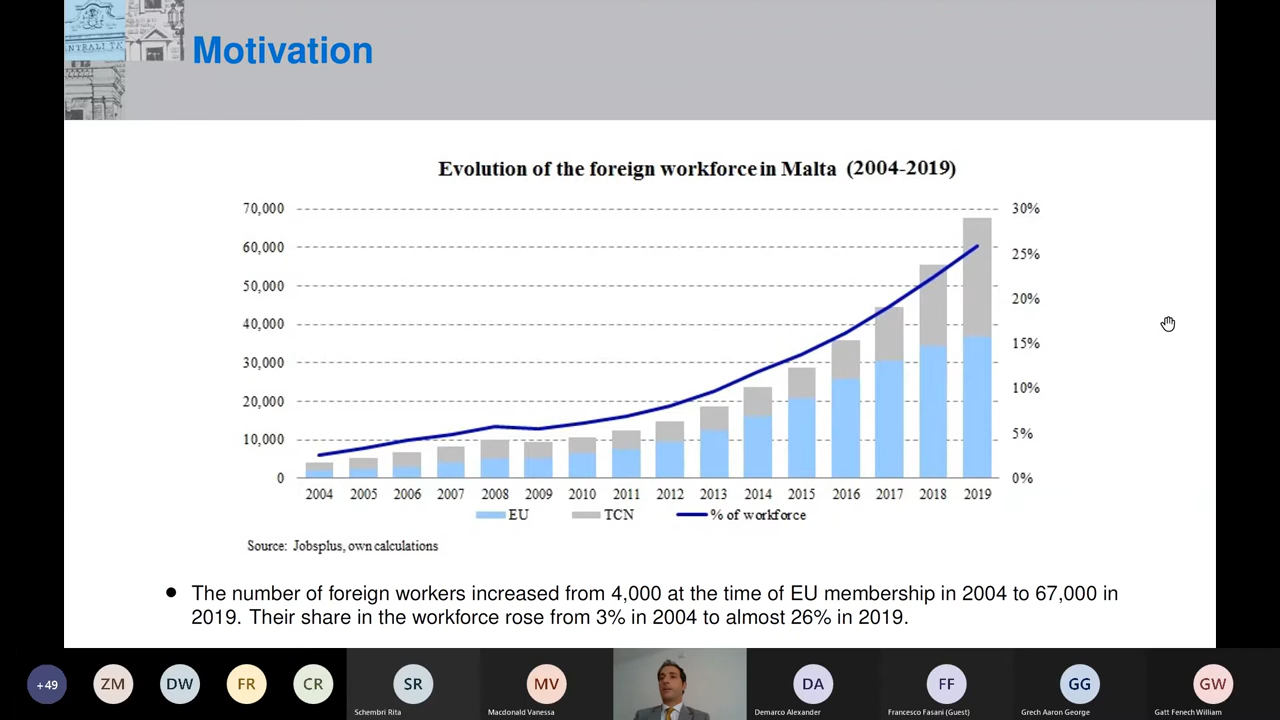 Motivation
Evolution of the foreign workforce in Malta (2004-2019)
70,000
60,000
50,000
40,000
30,000
20,000
10,000
0
30%
25%
20%
15%
10%
5%
0%
2004 2005 2006 2007 2008 2009 2010 2011 2012 2013 2014 2015 2016 2017 2018 2019
EU TCN % of workforce
Source: Jobsplus, own calculations
The number of foreign workers increased from 4,000 at the time of EU membership in 2004 to 67,000 in
2019. Their share in the workforce rose from 3% in 2004 to almost 26% in 2019.
+49 ZM DW FR CR SR MV DA FF GG GW
Schembri Rita Macdonald Vanessa Demarco Alexander Francesco Fasani (Guest) Grech Aaron George Gatt Fenech William